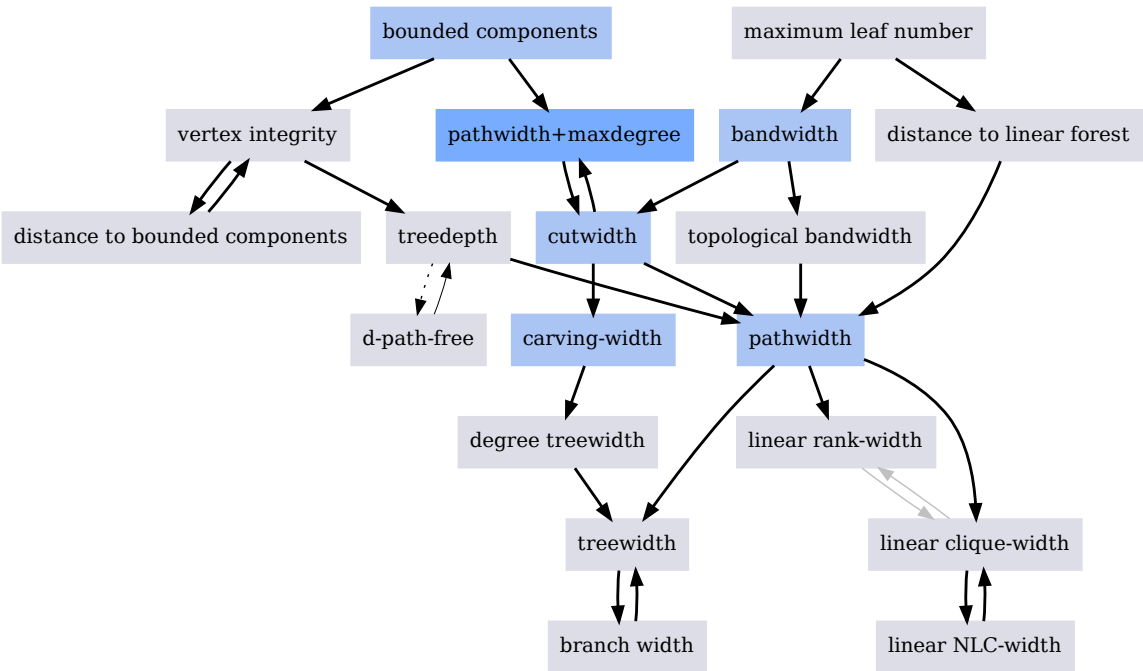 bounded components
maximum leaf number
vertex integrity
pathwidth+maxdegree
bandwidth
distance to linear forest
distance to bounded components
treedepth
cutwidth
topological bandwidth
d-path-free
carving-width
pathwidth
degree treewidth
linear rank-width
treewidth
linear clique-width
branch width
linear NLC-width